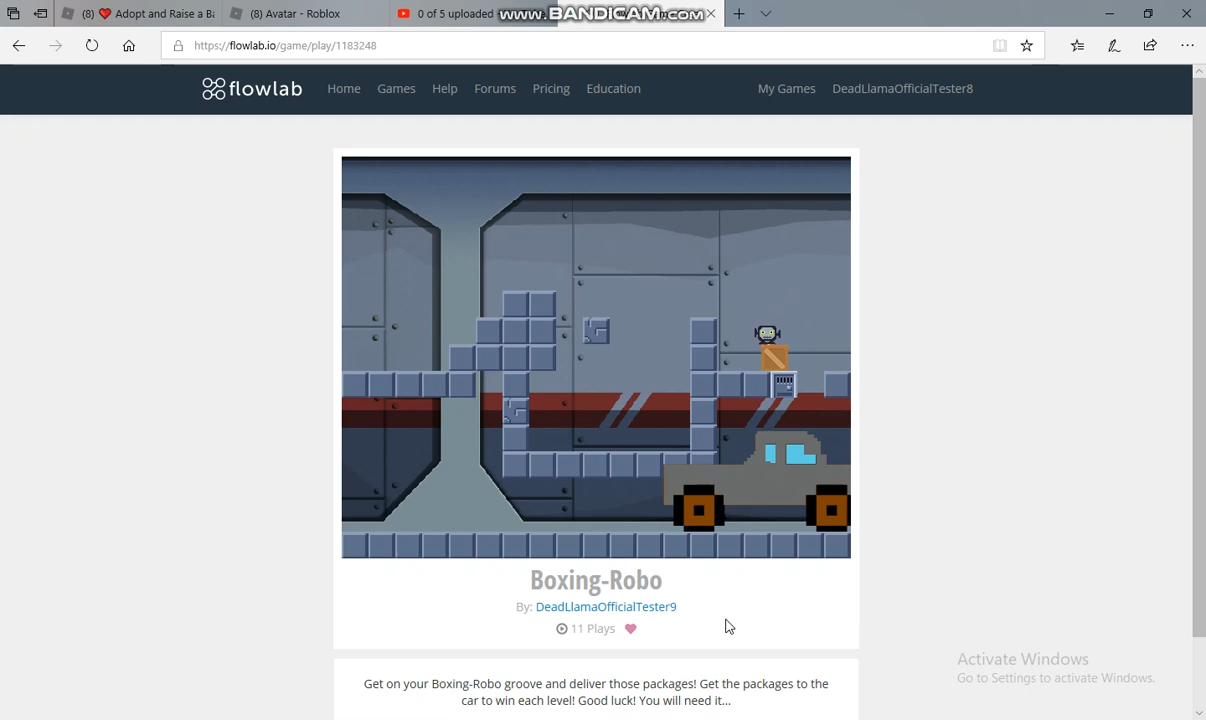 (8) ❤️ Adopt and Raise a Ba
(8) Avatar - Roblox
0 of 5 uploaded
www.BANDICAM.com
https://flowlab.io/game/play/1183248
flowlab
Home
Games
Help
Forums
Pricing
Education
My Games
DeadLlamaOfficialTester8
Boxing-Robo
By: DeadLlamaOfficialTester9
11 Plays
Get on your Boxing-Robo groove and deliver those packages! Get the packages to the
car to win each level! Good luck! You will need it...
Activate Windows
Go to Settings to activate Windows.